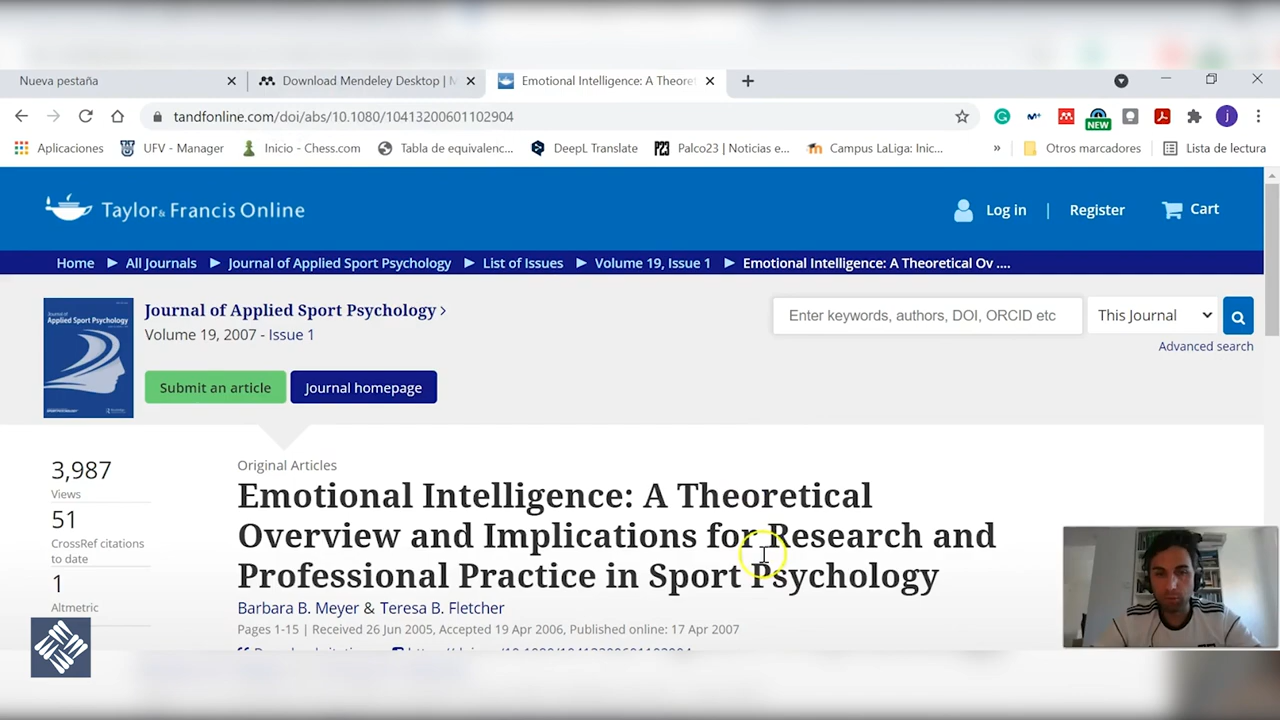 Nueva pestaña
Download Mendeley Desktop | M
Emotional Intelligence: A Theoret
tandfonline.com/doi/abs/10.1080/10413200601102904
NEW
j
Aplicaciones
UFV - Manager
Inicio - Chess.com
Tabla de equivalenc...
DeepL Translate
Palco23 | Noticias e...
Campus LaLiga: Inic...
»
Otros marcadores
Lista de lectura
Taylor & Francis Online
Log in | Register
Cart
Home ▶ All Journals ▶ Journal of Applied Sport Psychology ▶ List of Issues ▶ Volume 19, Issue 1 ▶ Emotional Intelligence: A Theoretical Ov ....
Journal of
Applied Sport Psychology
Journal of Applied Sport Psychology >
Volume 19, 2007 - Issue 1
Enter keywords, authors, DOI, ORCID etc
This Journal
Advanced search
Submit an article
Journal homepage
3,987
Views
51
CrossRef citations
to date
1
Altmetric
Original Articles
Emotional Intelligence: A Theoretical
Overview and Implications for Research and
Professional Practice in Sport Psychology
Barbara B. Meyer & Teresa B. Fletcher
Pages 1-15 | Received 26 Jun 2005, Accepted 19 Apr 2006, Published online: 17 Apr 2007